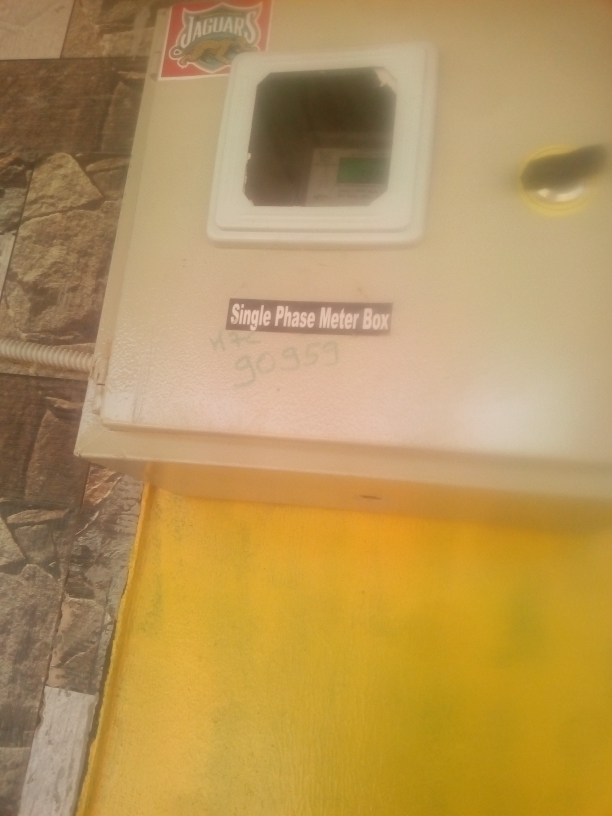 JAGUARS
Single Phase Meter Box
90959